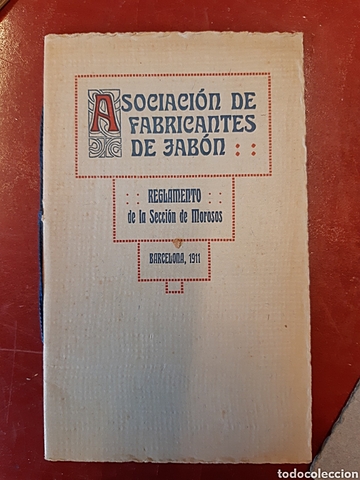 ASOCIACIÓN DE
FABRICANTES
DE JABÓN
REGLAMENTO
de la Sección de Morosos
BARCELONA, 1911
todocoleccion